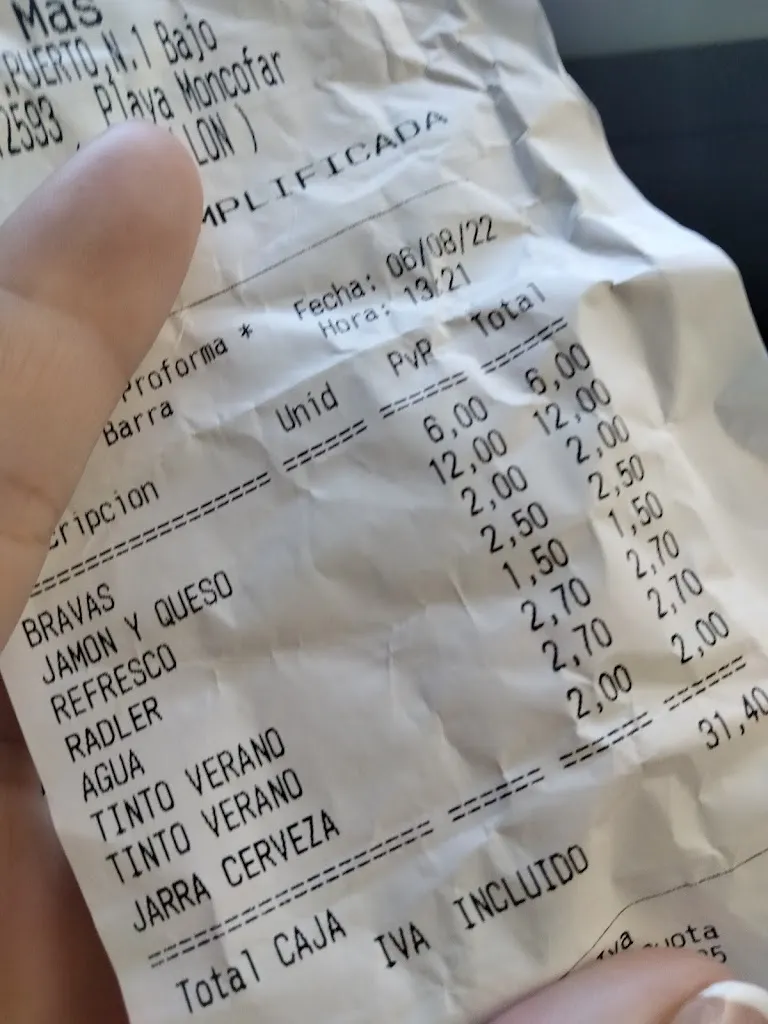 Mas
.PUERTO N.1 Bajo
12593 , Playa Moncofar
LON )
MPLIFICADA
Fecha: 06/08/22
Proforma * Hora: 13:21
Barra
cripcion Unid PvP Total
BRAVAS 6,00 6,00
JAMON Y QUESO 12,00 12,00
REFRESCO 2,00 2,00
RADLER 2,50 2,50
AGUA 1,50 1,50
TINTO VERANO 2,70 2,70
TINTO VERANO 2,70 2,70
JARRA CERVEZA 2,00 2,00
Total CAJA 31,40
IVA INCLUIDO
Iva uota